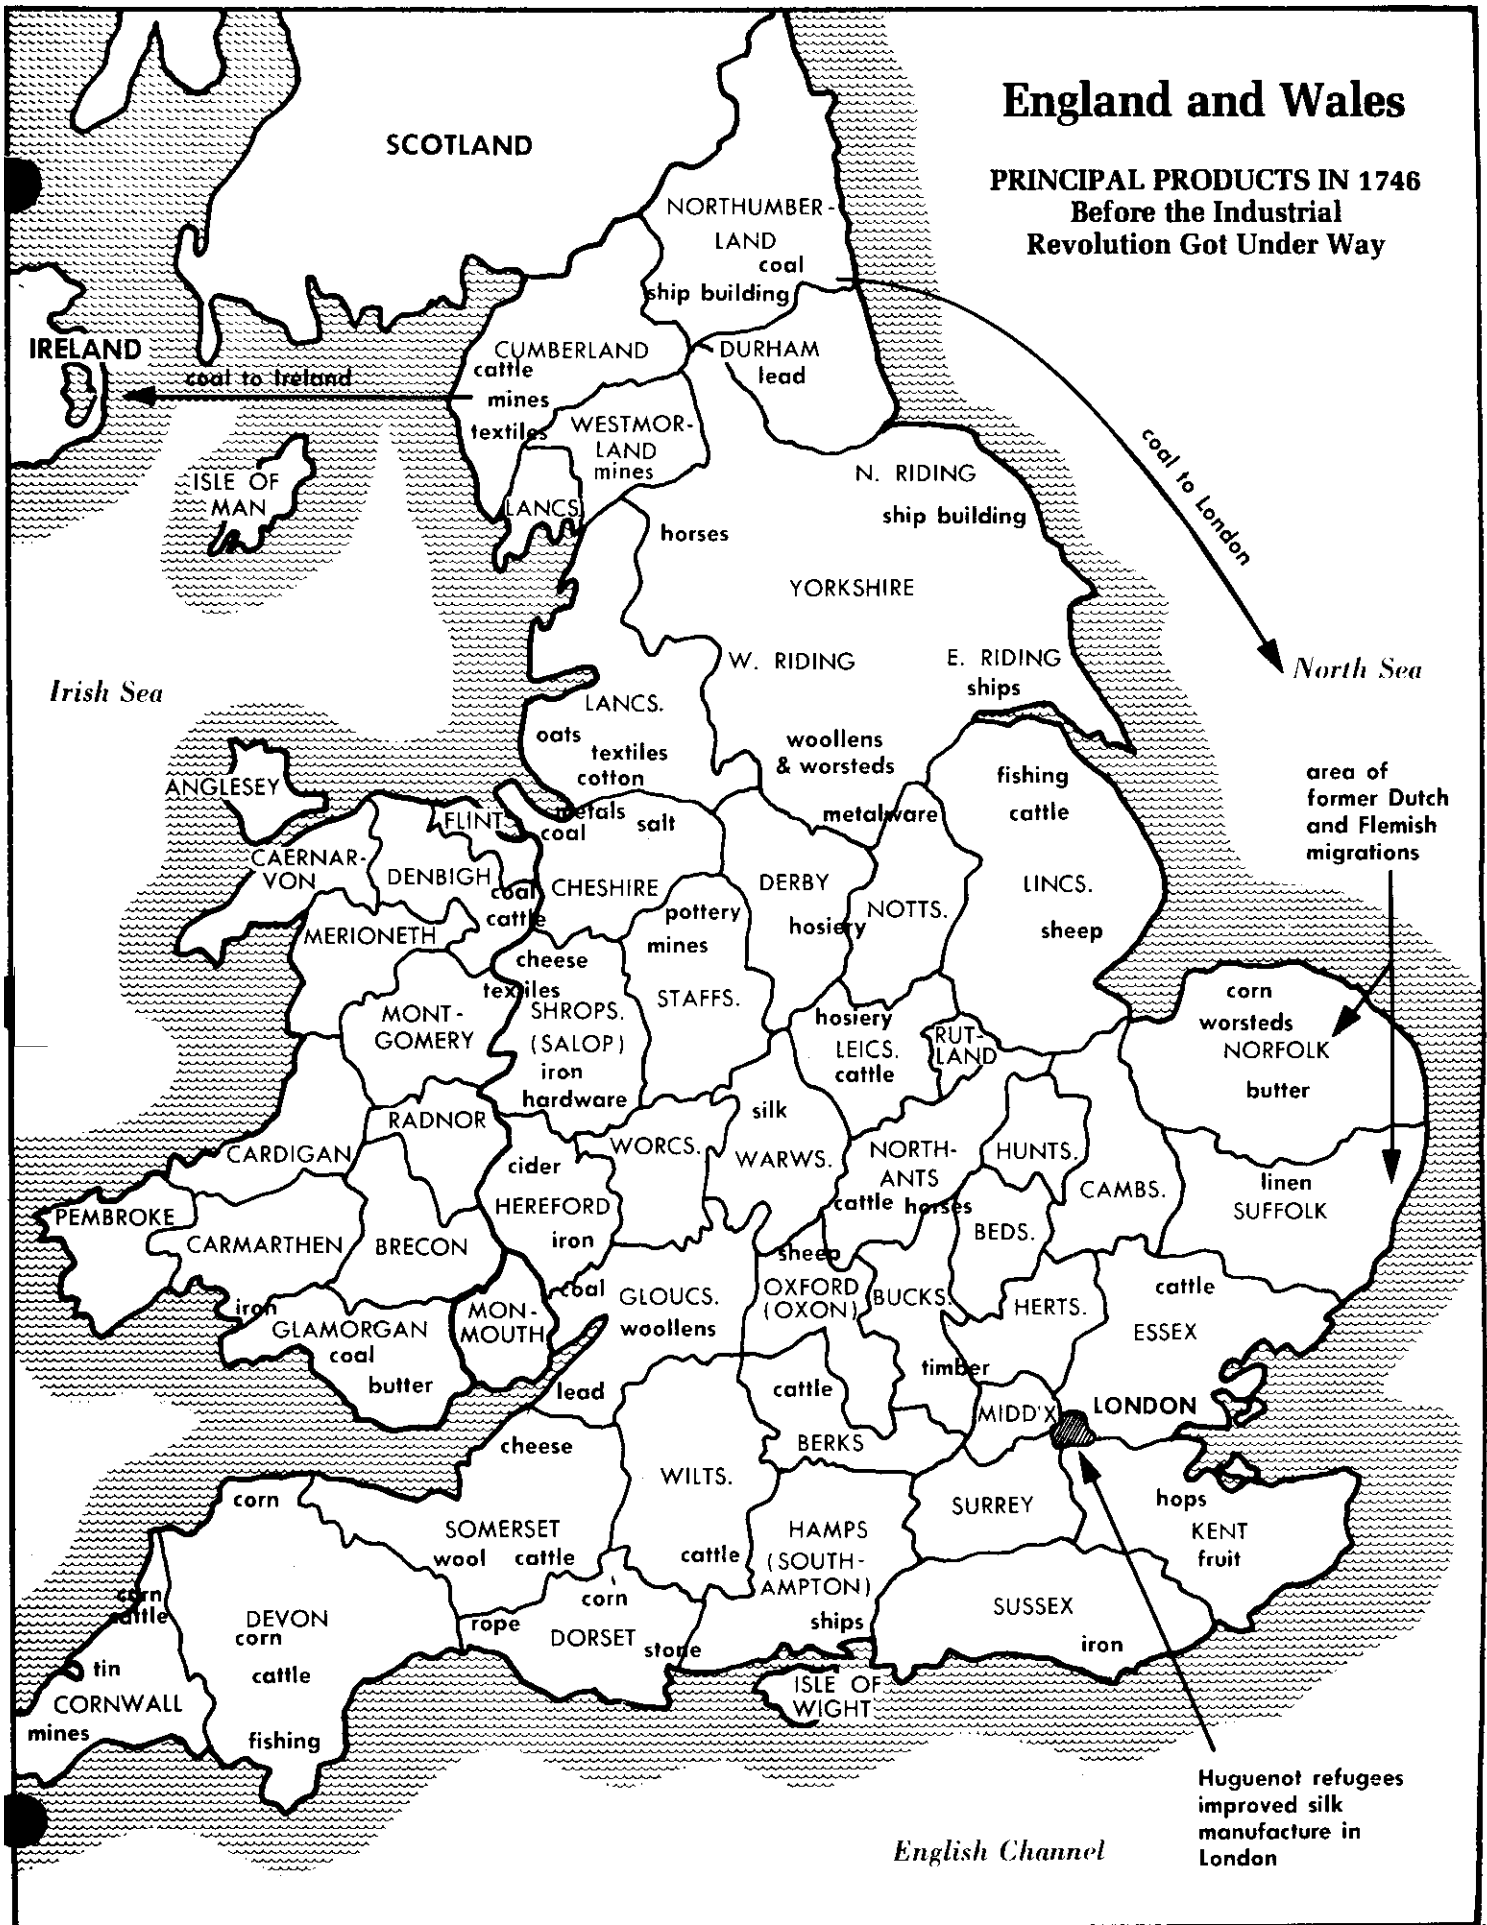 England and Wales
PRINCIPAL PRODUCTS IN 1746
Before the Industrial
Revolution Got Under Way
SCOTLAND
NORTHUMBER-
LAND
coal
ship building
IRELAND
coal to Ireland
CUMBERLAND
cattle
mines
textiles
DURHAM
lead
WESTMOR-
LAND
mines
LANCS
ISLE OF
MAN
coal to London
N. RIDING
ship building
horses
YORKSHIRE
W. RIDING
E. RIDING
ships
North Sea
Irish Sea
LANCS.
oats
textiles
cotton
woollens
& worsteds
metalware
fishing
cattle
LINCS.
sheep
area of
former Dutch
and Flemish
migrations
ANGLESEY
FLINT
metals
coal
salt
CAERNAR-
VON
DENBIGH
coal
cattle
CHESHIRE
DERBY
hosiery
NOTTS.
MERIONETH
pottery
mines
STAFFS.
cheese
textiles
SHROPS.
(SALOP)
iron
hardware
MONT-
GOMERY
hosiery
LEICS.
cattle
RUT-
LAND
corn
worsteds
NORFOLK
butter
RADNOR
CARDIGAN
cider
HEREFORD
iron
WORCS.
silk
WARWS.
NORTH-
ANTS
cattle horses
HUNTS.
CAMBS.
linen
SUFFOLK
PEMBROKE
CARMARTHEN
BRECON
BEDS.
sheep
OXFORD
(OXON)
BUCKS.
HERTS.
cattle
ESSEX
iron
GLAMORGAN
coal
butter
MON-
MOUTH
coal
GLOUCS.
woollens
timber
lead
cattle
BERKS
MIDD'X
LONDON
cheese
WILTS.
cattle
corn
SOMERSET
wool cattle
HAMPS
(SOUTH-
AMPTON)
ships
SURREY
hops
KENT
fruit
corn
cattle
DEVON
corn
cattle
fishing
rope
corn
DORSET
stone
SUSSEX
iron
tin
CORNWALL
mines
ISLE OF
WIGHT
Huguenot refugees
improved silk
manufacture in
London
English Channel